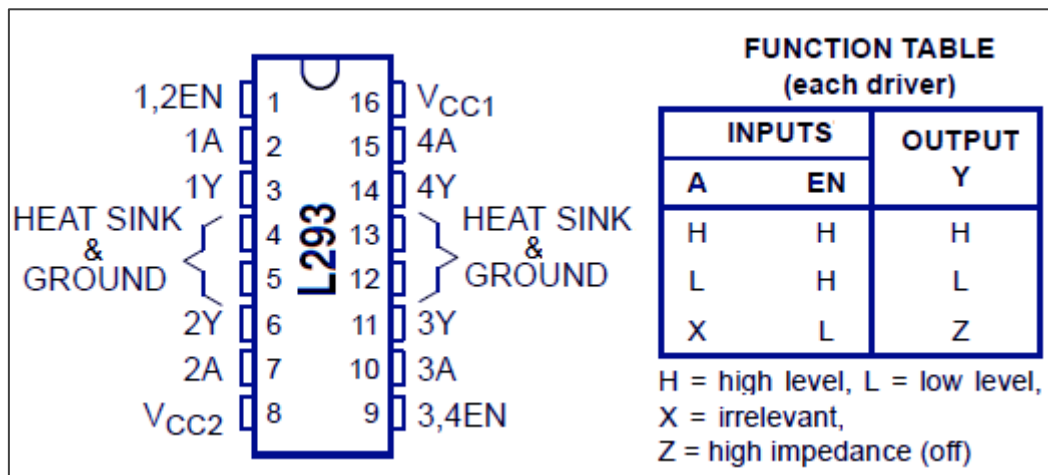 1,2EN 1 16 VCC1
1A 2 15 4A
1Y 3 14 4Y
HEAT SINK 4 13 HEAT SINK
& &
GROUND 5 12 GROUND
L293
2Y 6 11 3Y
2A 7 10 3A
VCC2 8 9 3,4EN
FUNCTION TABLE
(each driver)
INPUTS OUTPUT
A EN Y
H H H
L H L
X L Z
H = high level, L = low level,
X = irrelevant,
Z = high impedance (off)